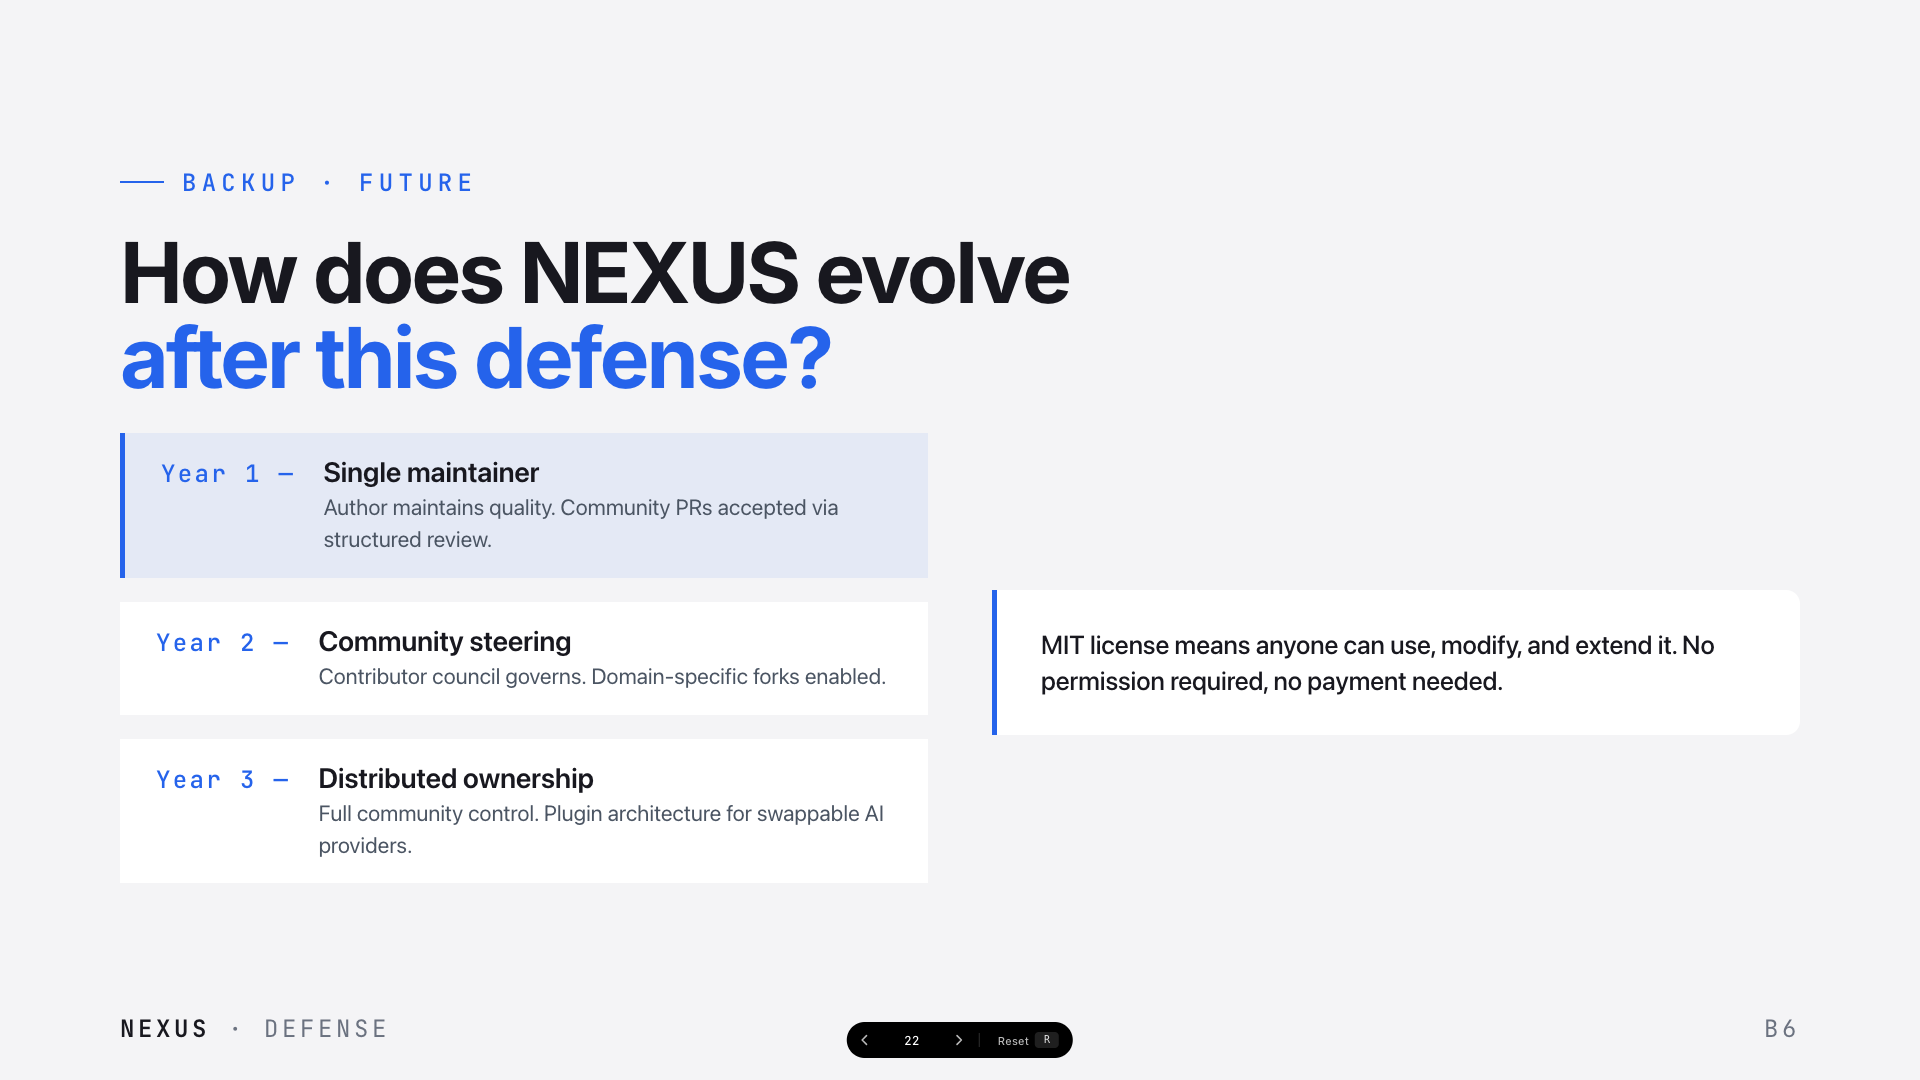 BACKUP · FUTURE
How does NEXUS evolve
after this defense?
Year 1 — Single maintainer
Author maintains quality. Community PRs accepted via
structured review.
Year 2 — Community steering
Contributor council governs. Domain-specific forks enabled.
Year 3 — Distributed ownership
Full community control. Plugin architecture for swappable AI
providers.
MIT license means anyone can use, modify, and extend it. No
permission required, no payment needed.
NEXUS · DEFENSE
22 Reset R
B6